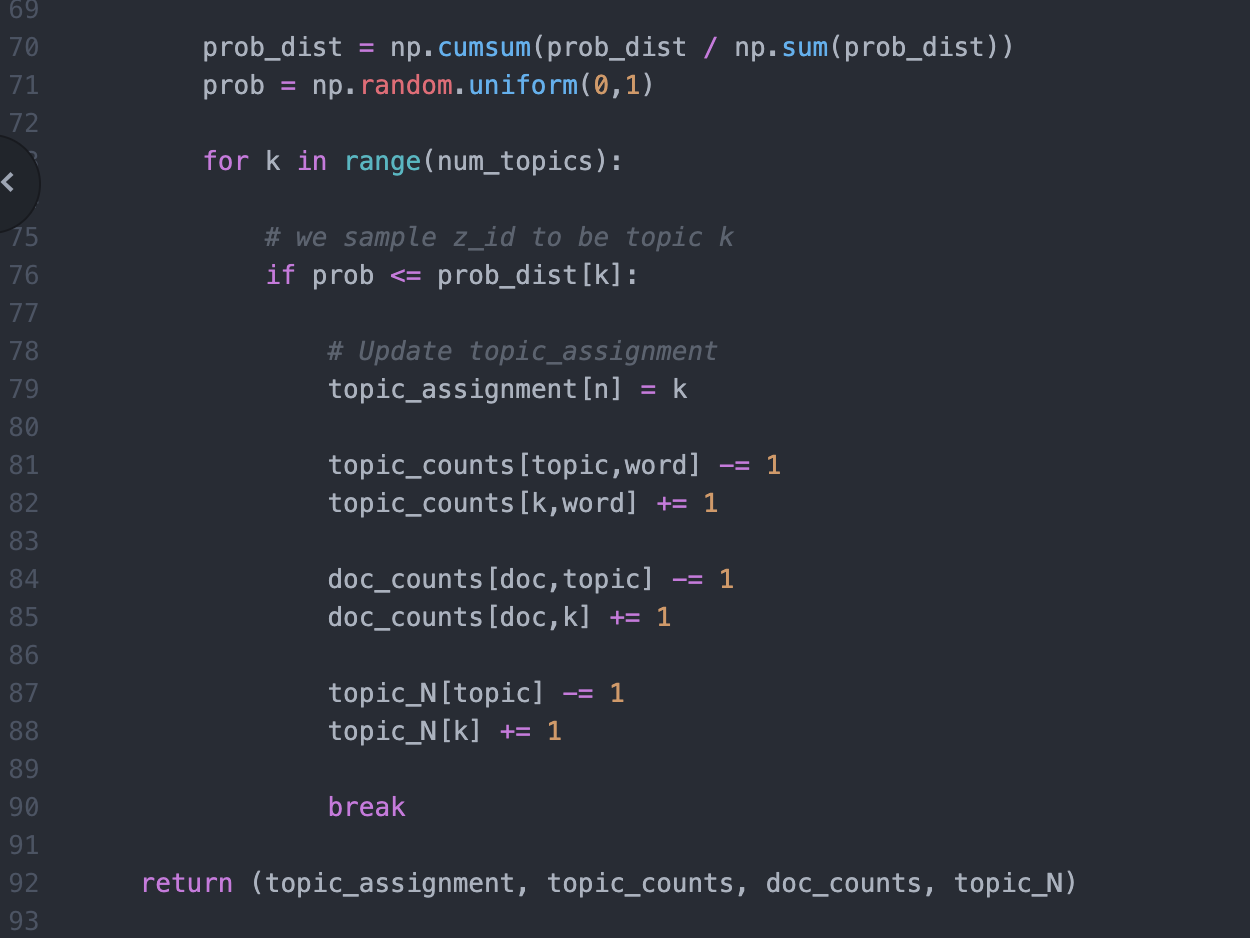 69
70 prob_dist = np.cumsum(prob_dist / np.sum(prob_dist))
71 prob = np.random.uniform(0,1)
72
for k in range(num_topics):
75 # we sample z_id to be topic k
76 if prob <= prob_dist[k]:
77
78 # Update topic_assignment
79 topic_assignment[n] = k
80
81 topic_counts[topic,word] -= 1
82 topic_counts[k,word] += 1
83
84 doc_counts[doc,topic] -= 1
85 doc_counts[doc,k] += 1
86
87 topic_N[topic] -= 1
88 topic_N[k] += 1
89
90 break
91
92 return (topic_assignment, topic_counts, doc_counts, topic_N)
93